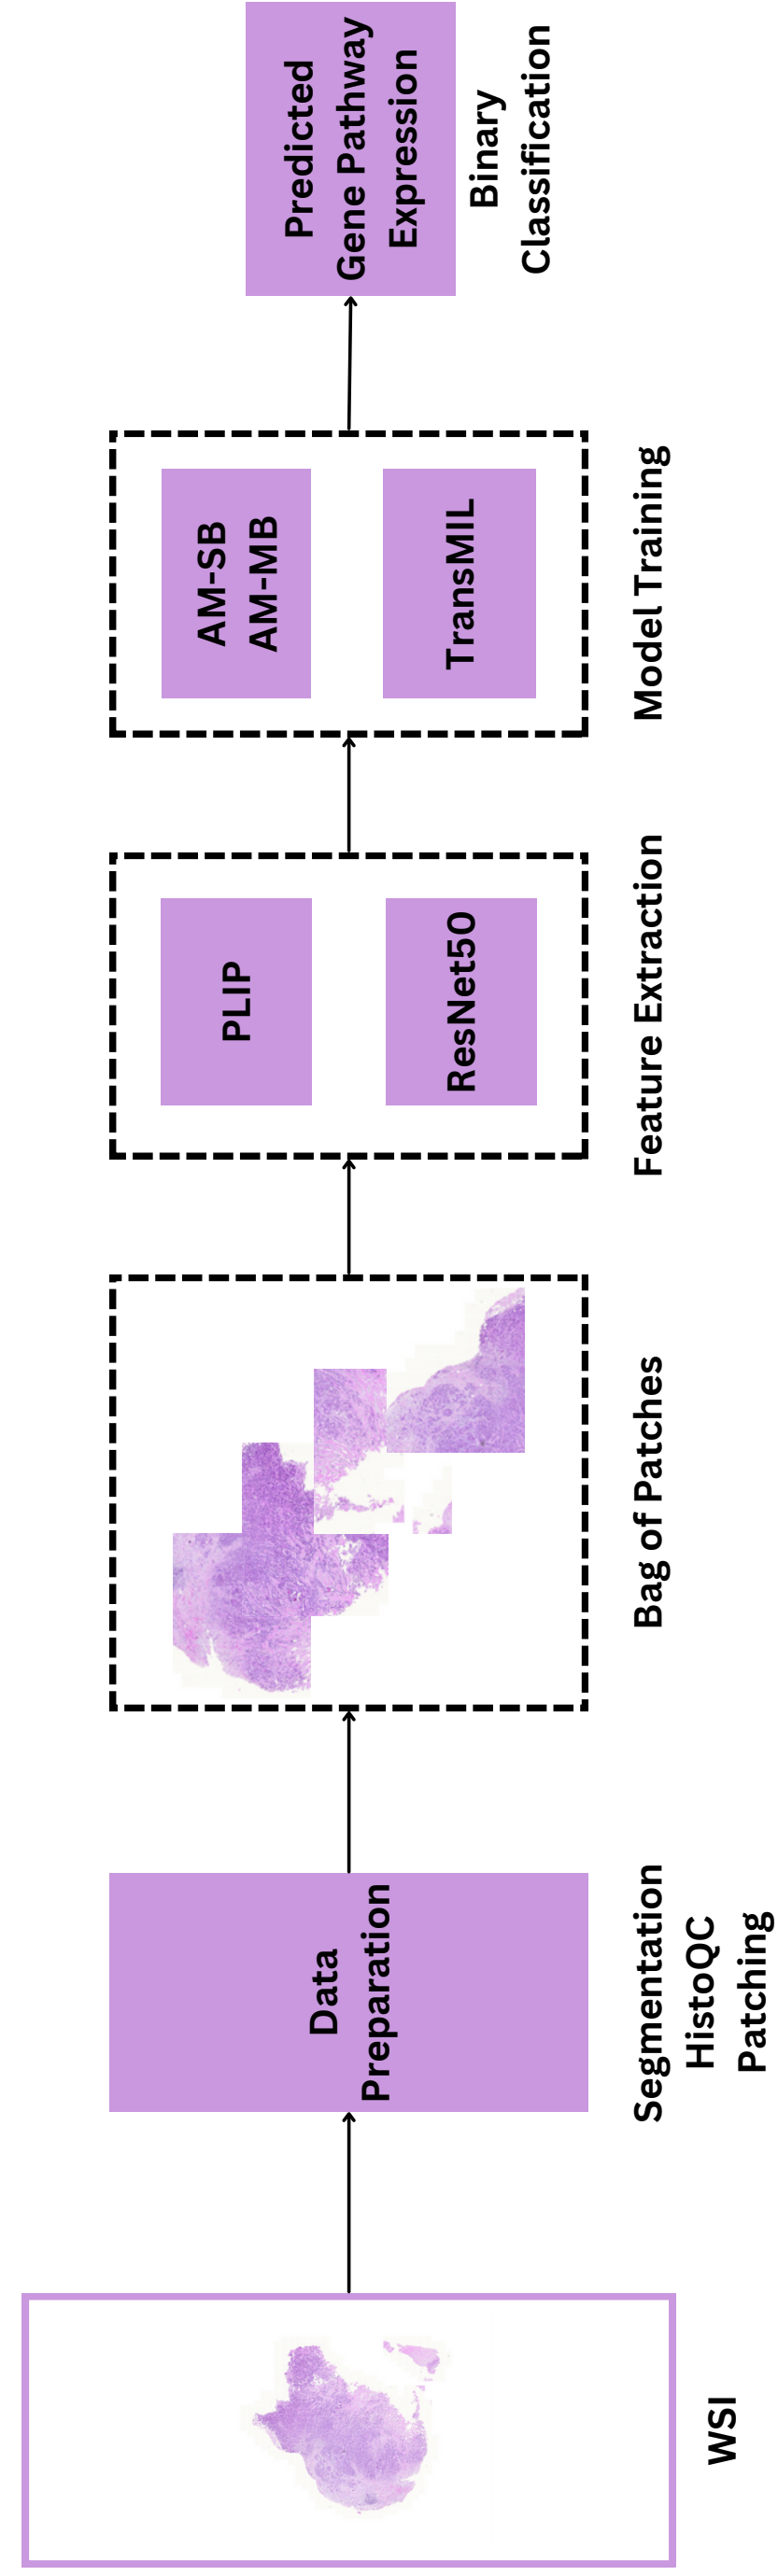 WSI
Data
Preparation
Segmentation
HistoQC
Patching
Bag of Patches
PLIP
ResNet50
Feature Extraction
AM-SB
AM-MB
TransMIL
Model Training
Predicted
Gene Pathway
Expression
Binary
Classification